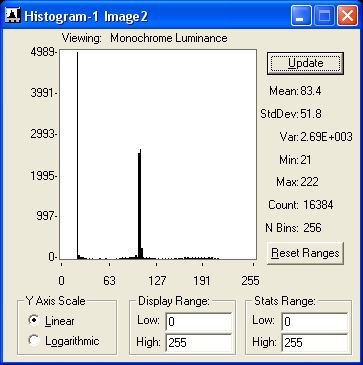 Histogram-1 Image2
Viewing: Monochrome Luminance
4989-
3991-
2993-
1995-
997-
0-
0 63 127 191 255
Update
Mean: 83.4
StdDev: 51.8
Var: 2.69E+003
Min: 21
Max: 222
Count: 16384
N Bins: 256
Reset Ranges
Y Axis Scale
Linear
Logarithmic
Display Range:
Low: 0
High: 255
Stats Range:
Low: 0
High: 255